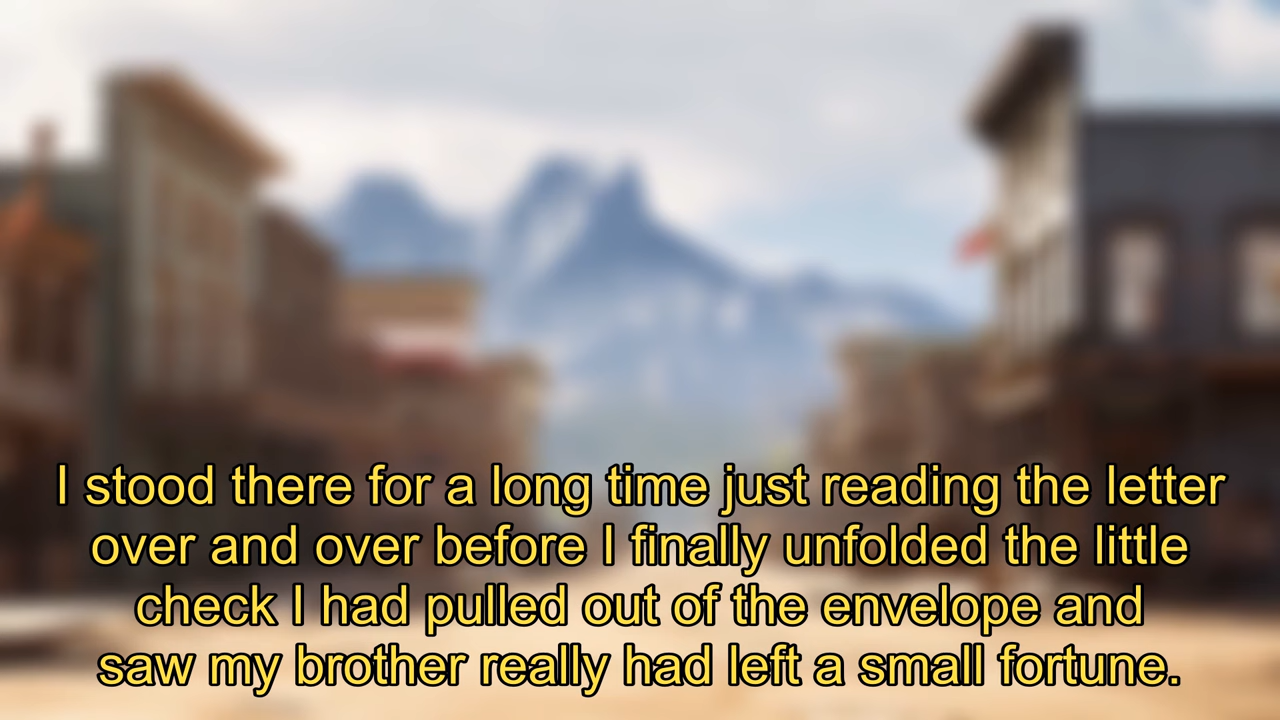 I stood there for a long time just reading the letter
over and over before I finally unfolded the little
check I had pulled out of the envelope and
saw my brother really had left a small fortune.